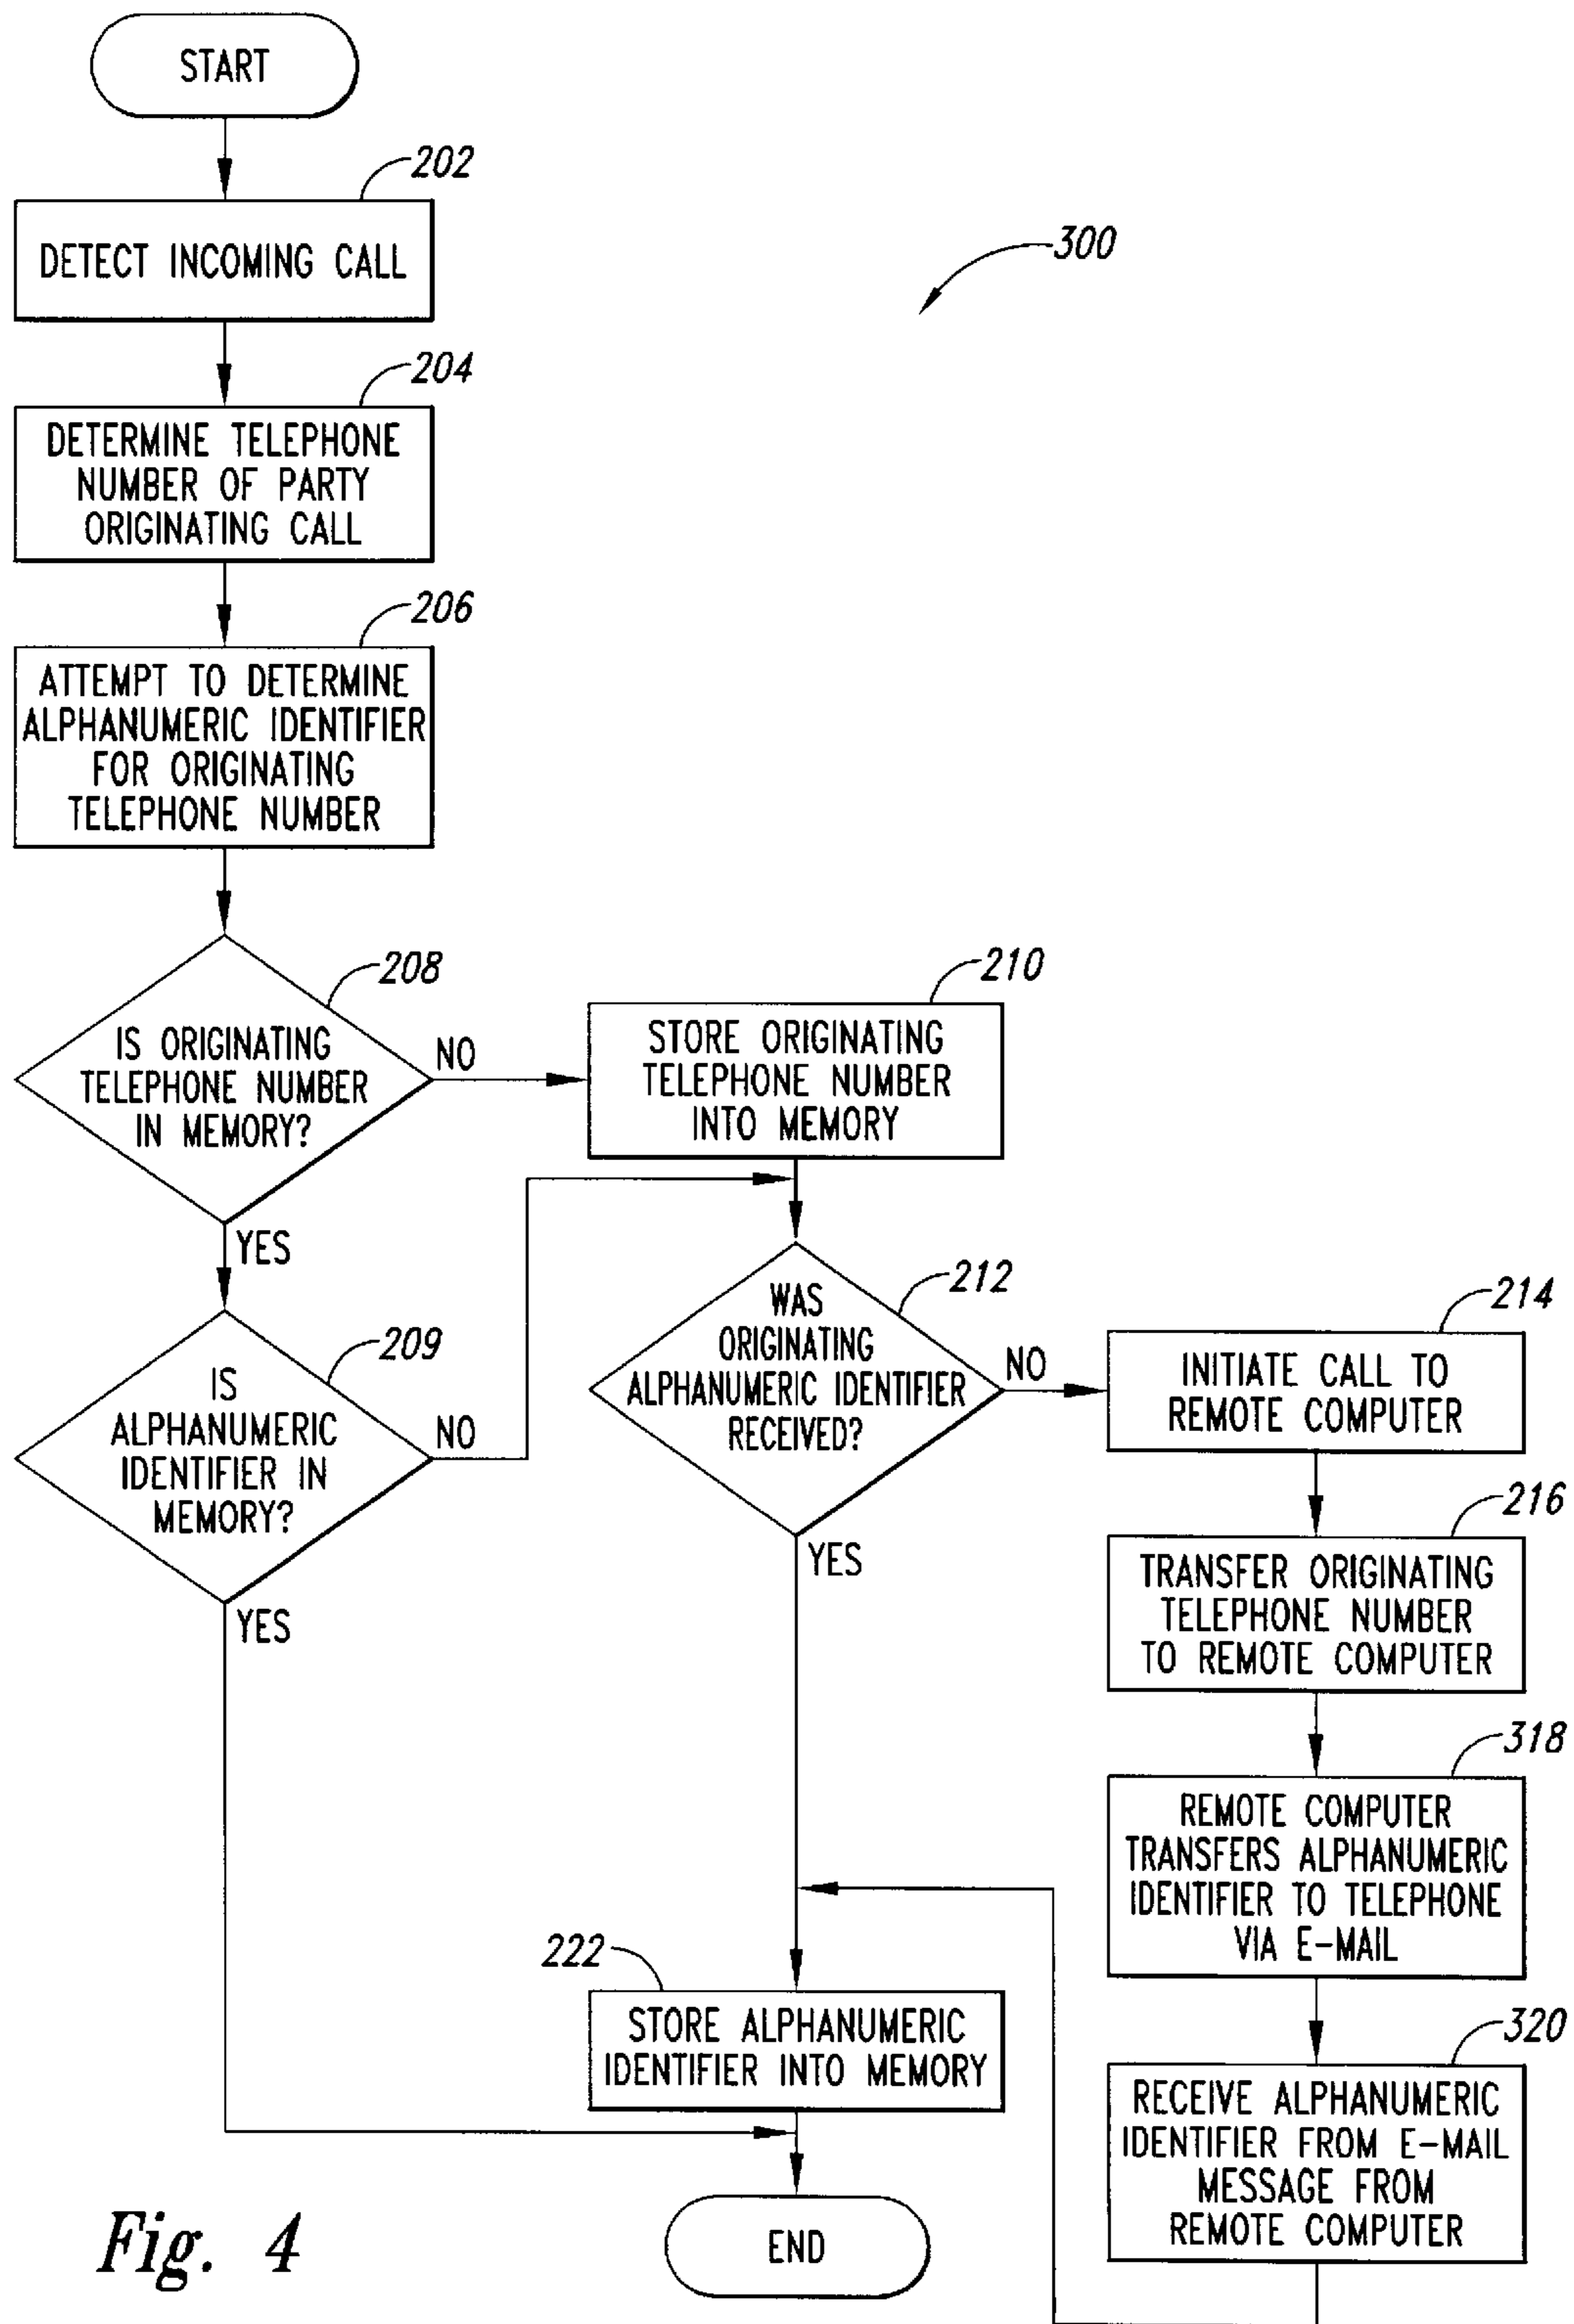 START
202
DETECT INCOMING CALL
300
204
DETERMINE TELEPHONE
NUMBER OF PARTY
ORIGINATING CALL
206
ATTEMPT TO DETERMINE
ALPHANUMERIC IDENTIFIER
FOR ORIGINATING
TELEPHONE NUMBER
208
IS ORIGINATING
TELEPHONE NUMBER
IN MEMORY?
NO
YES
210
STORE ORIGINATING
TELEPHONE NUMBER
INTO MEMORY
209
IS
ALPHANUMERIC
IDENTIFIER IN
MEMORY?
NO
YES
212
WAS
ORIGINATING
ALPHANUMERIC IDENTIFIER
RECEIVED?
NO
YES
214
INITIATE CALL TO
REMOTE COMPUTER
216
TRANSFER ORIGINATING
TELEPHONE NUMBER
TO REMOTE COMPUTER
318
REMOTE COMPUTER
TRANSFERS ALPHANUMERIC
IDENTIFIER TO TELEPHONE
VIA E-MAIL
222
STORE ALPHANUMERIC
IDENTIFIER INTO MEMORY
320
RECEIVE ALPHANUMERIC
IDENTIFIER FROM E-MAIL
MESSAGE FROM
REMOTE COMPUTER
END
Fig. 4